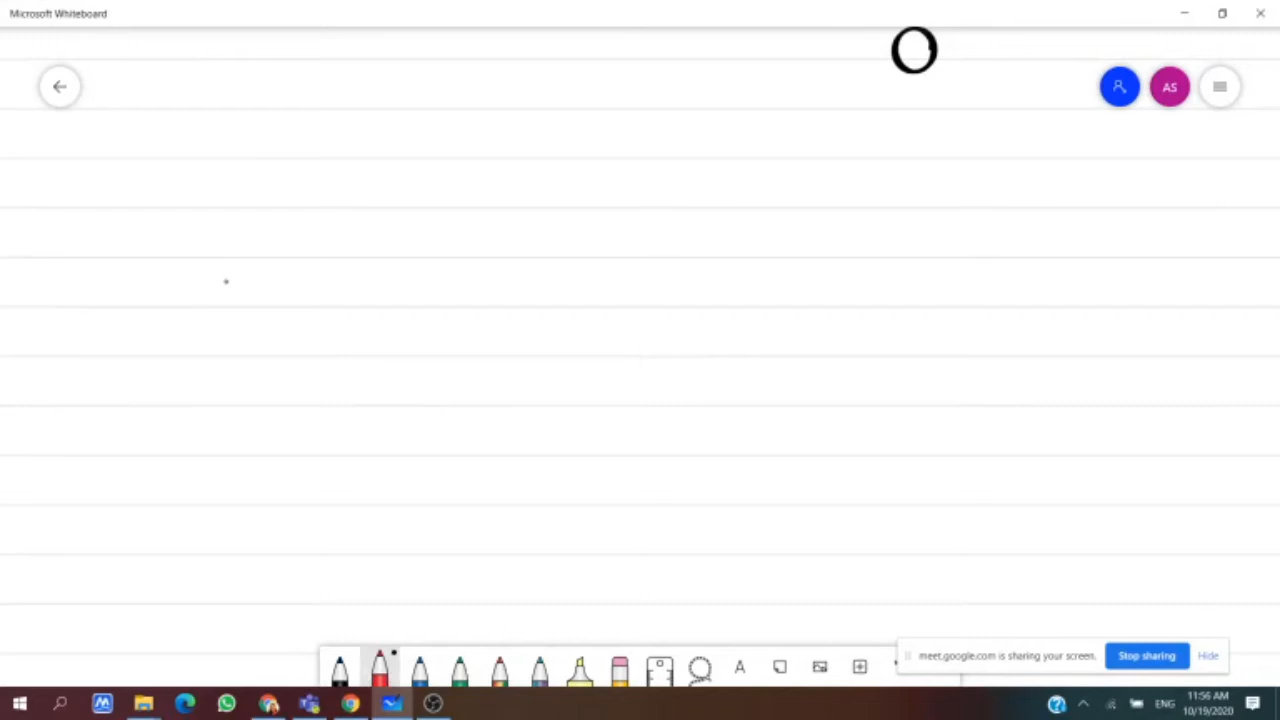 Microsoft Whiteboard
O
AS
A
meet.google.com is sharing your screen.
Stop sharing
Hide
ENG
11:56 AM
10/19/2020